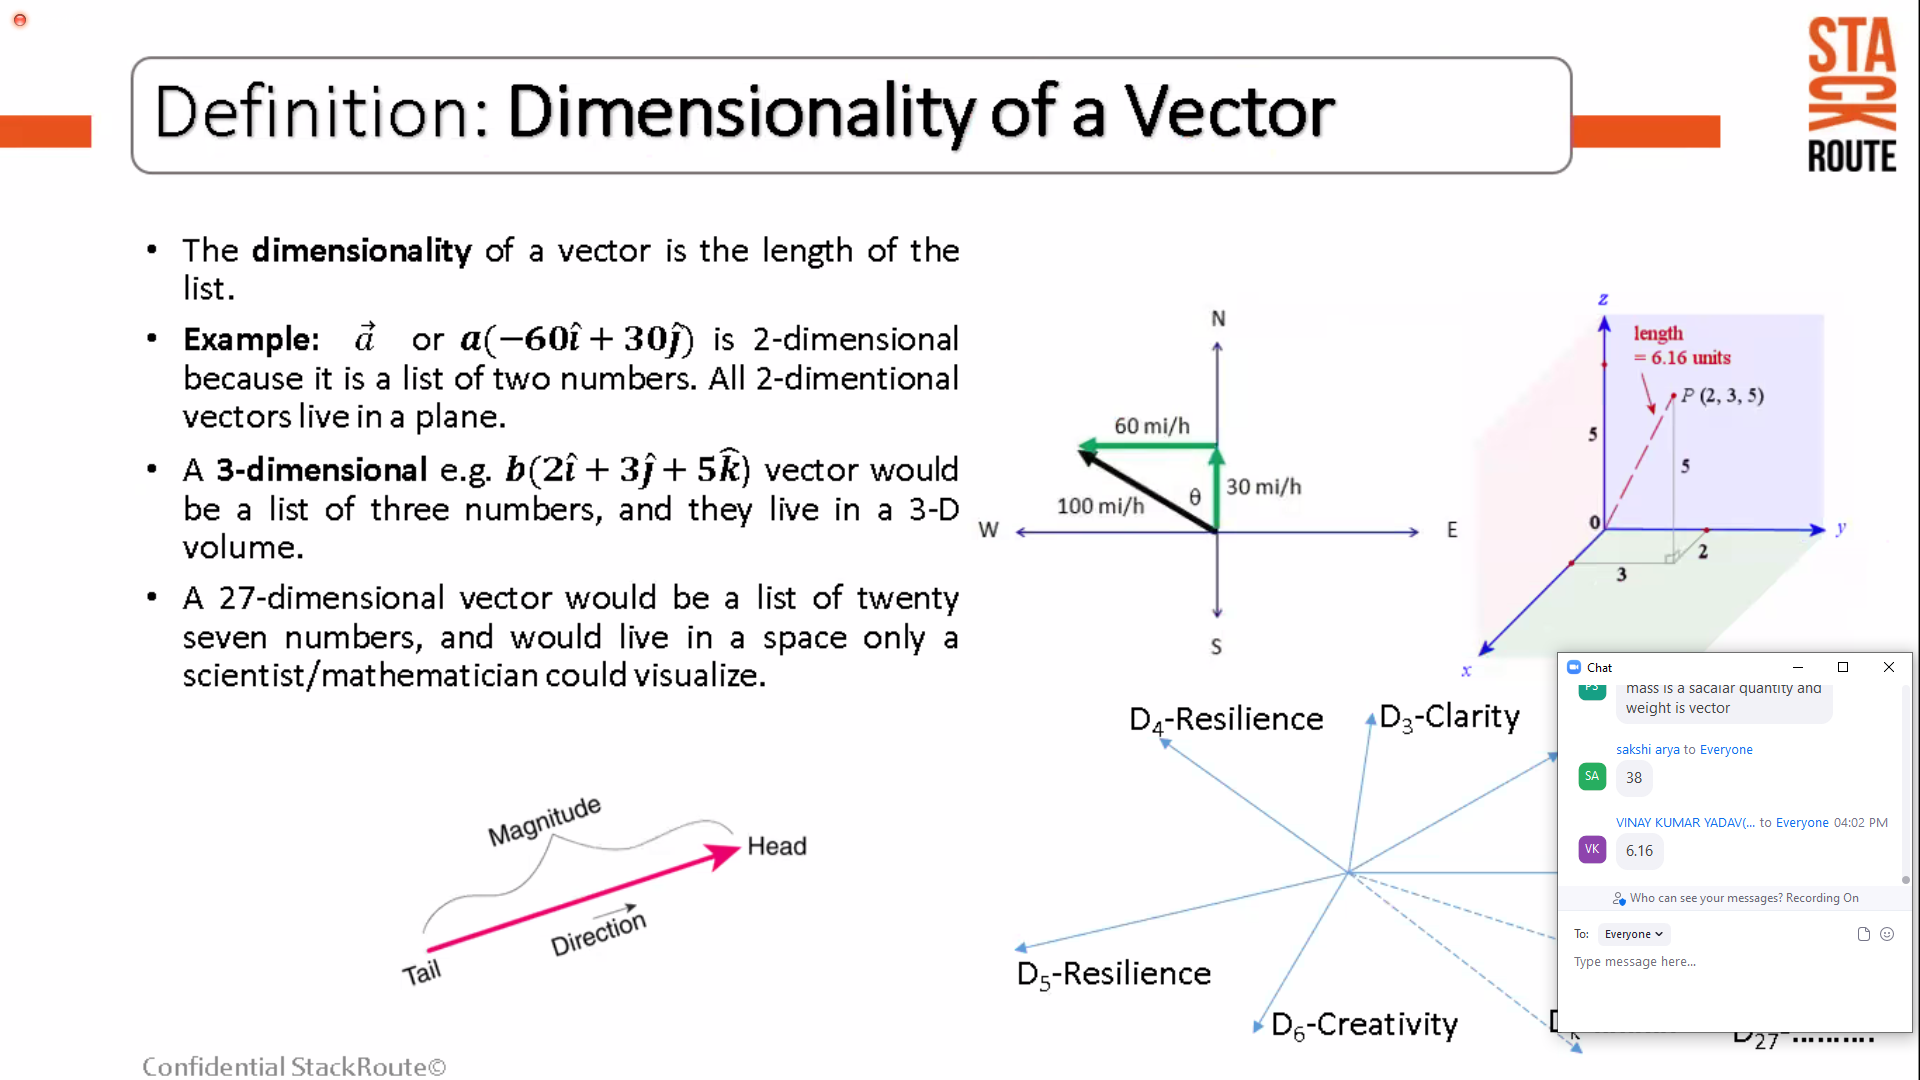 Definition: Dimensionality of a Vector
STA
CK
ROUTE
• The dimensionality of a vector is the length of the
list.
• Example: a⃗ or a(−60î + 30ĵ) is 2-dimensional
because it is a list of two numbers. All 2-dimentional
vectors live in a plane.
• A 3-dimensional e.g. b(2î + 3ĵ + 5k̂) vector would
be a list of three numbers, and they live in a 3-D
volume.
• A 27-dimensional vector would be a list of twenty
seven numbers, and would live in a space only a
scientist/mathematician could visualize.
Magnitude
Head
Direction
Tail
N
60 mi/h
30 mi/h
θ
100 mi/h
W
E
S
z
length
= 6.16 units
P (2, 3, 5)
5
5
0
y
2
3
x
D₄-Resilience
D₃-Clarity
D₅-Resilience
D₆-Creativity
D₂₇-..........
Chat
PS
mass is a sacalar quantity and
weight is vector
sakshi arya to Everyone
SA
38
VINAY KUMAR YADAV(... to Everyone 04:02 PM
VK
6.16
Who can see your messages? Recording On
To: Everyone
Type message here...
Confidential StackRoute©